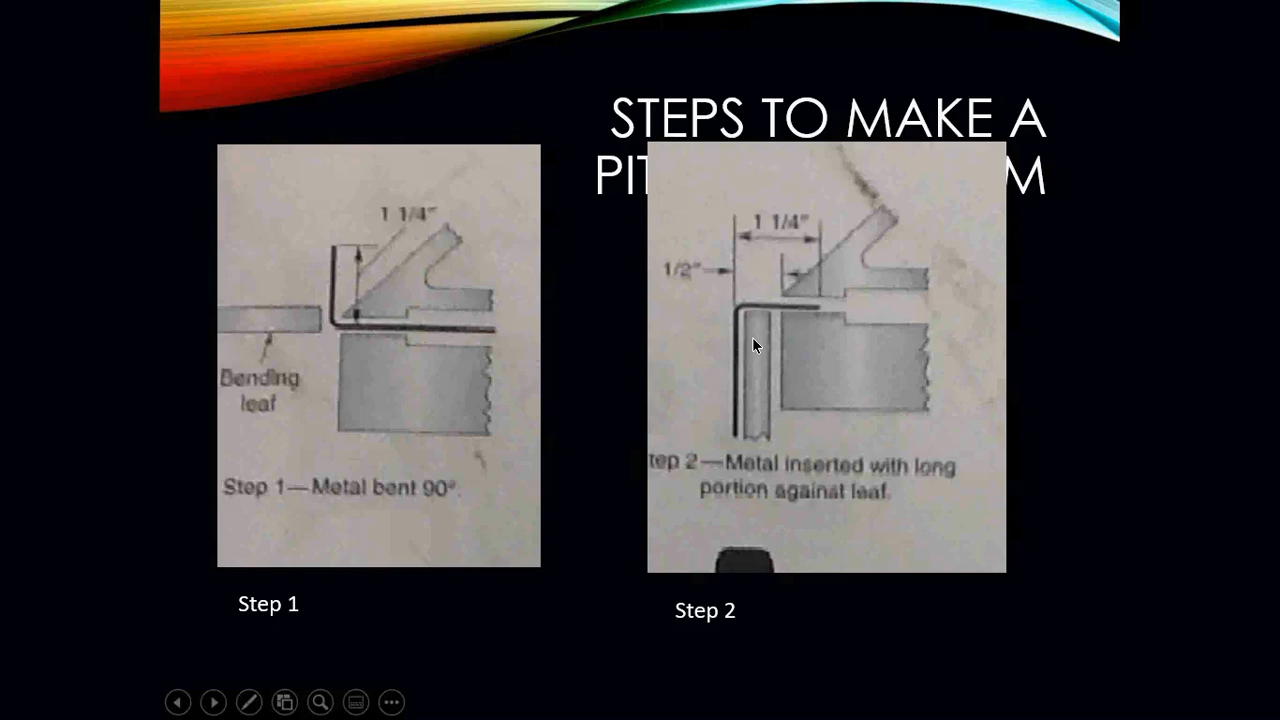 STEPS TO MAKE A
PIT M
1 1/4"
Bending
leaf
Step 1—Metal bent 90°.
1 1/4"
1/2"
tep 2—Metal inserted with long
portion against leaf.
Step 1
Step 2